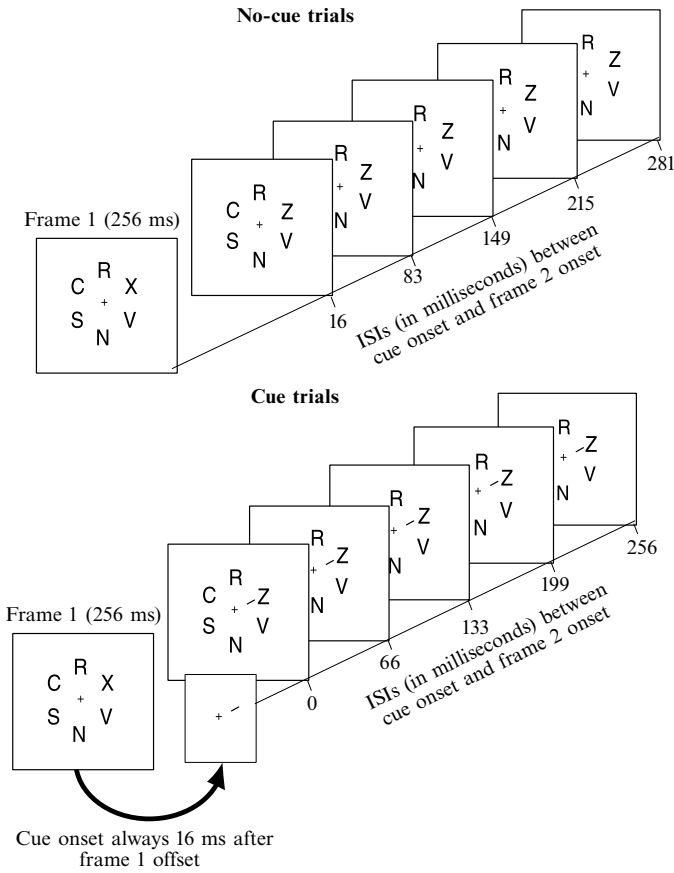 No-cue trials
Frame 1 (256 ms)
R
C X
+
S V
N
R
C Z
+
S V
N
16
R
Z
+
V
N
83
R
Z
+
V
N
149
R
Z
+
V
N
215
R
Z
+
V
N
281
ISIs (in milliseconds) between
cue onset and frame 2 onset
Cue trials
Frame 1 (256 ms)
R
C X
+
S V
N
+ –
R
C Z
+ –
S V
N
0
R
Z
+ –
V
N
66
R
Z
+ –
V
N
133
R
Z
+ –
V
N
199
R
Z
+ –
V
N
256
ISIs (in milliseconds) between
cue onset and frame 2 onset
Cue onset always 16 ms after
frame 1 offset